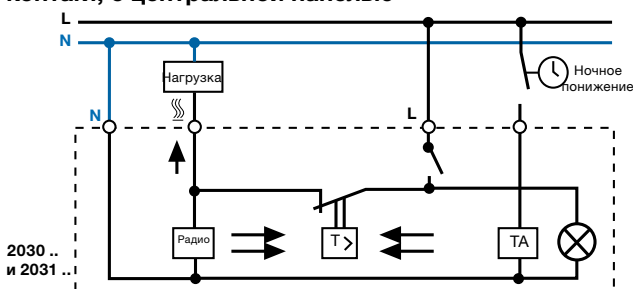 контакт, с центральной панелью
L
N
Нагрузка
Ночное
понижение
N
L
Радио
T >
TA
2030 ..
и 2031 ..